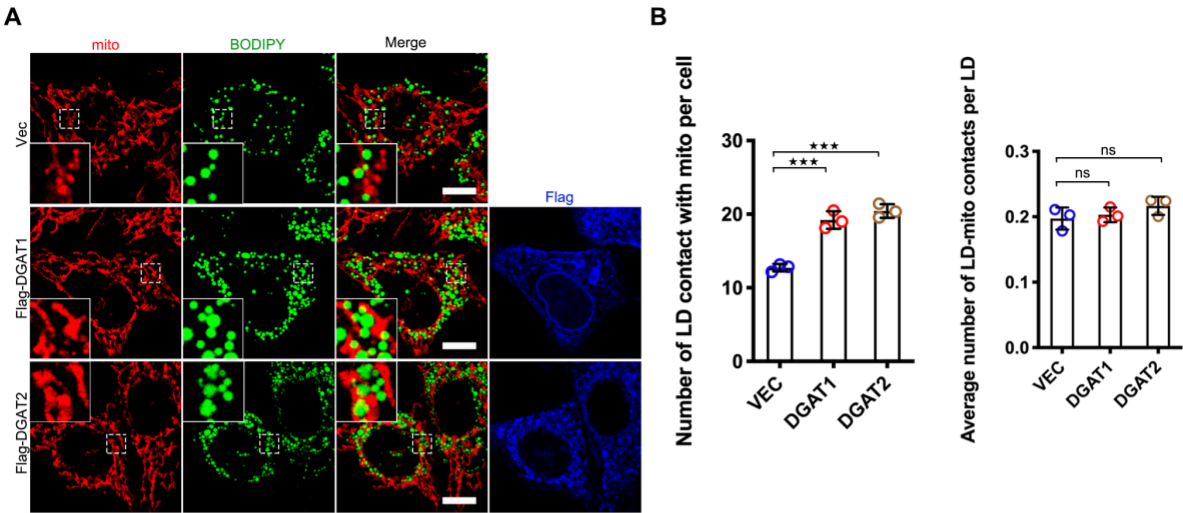 A
mito
BODIPY
Merge
Vec
Flag
Flag-DGAT1
Flag-DGAT2
B
Number of LD contact with mito per cell
30
20
10
0
★★★
★★★
VEC
DGAT1
DGAT2
Average number of LD-mito contacts per LD
0.3
0.2
0.1
0.0
ns
ns
VEC
DGAT1
DGAT2